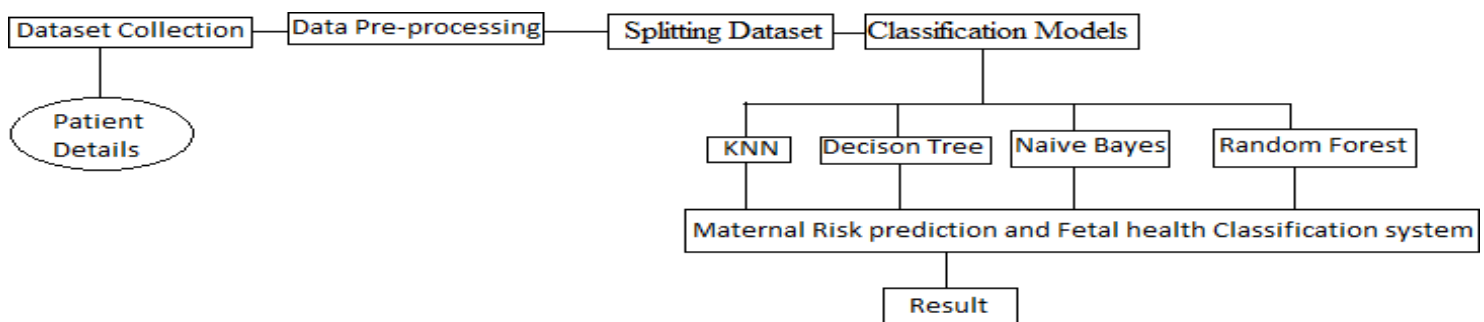 Dataset Collection
Data Pre-processing
Splitting Dataset
Classification Models
Patient
Details
KNN
Decison Tree
Naive Bayes
Random Forest
Maternal Risk prediction and Fetal health Classification system
Result